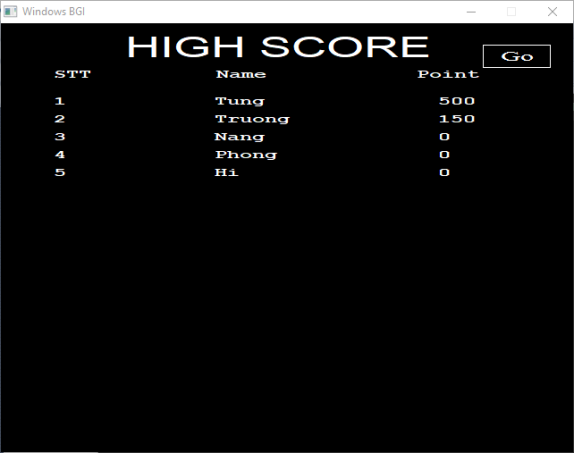 Windows BGI
HIGH SCORE
Go
STT Name Point
1 Tung 500
2 Truong 150
3 Nang 0
4 Phong 0
5 Hi 0